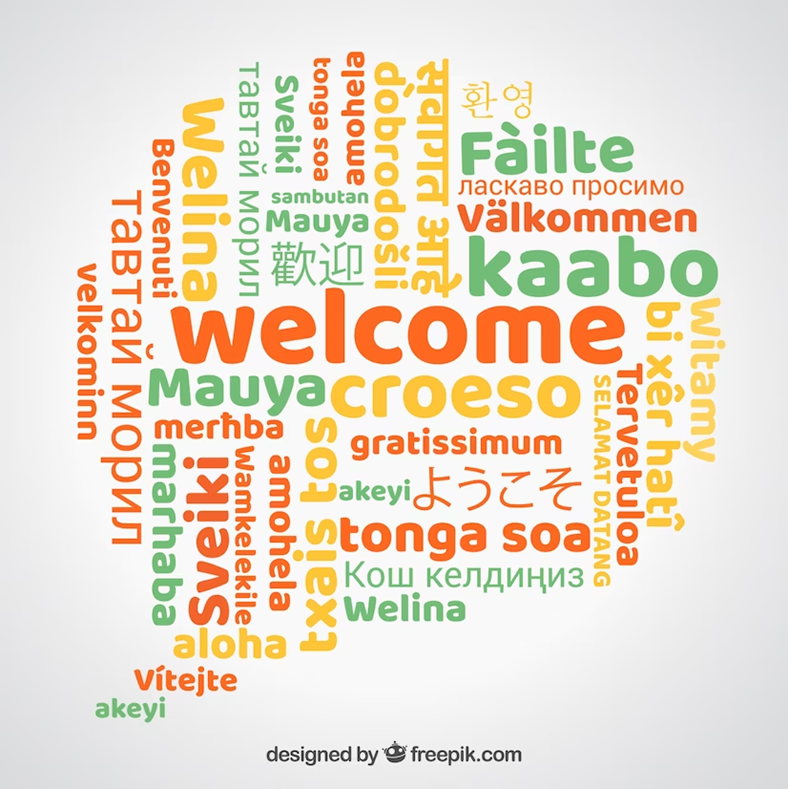 환영
Fàilte
ласкаво просимо
Välkommen
kaabo
स्वागत आहे
dobrodošli
alehome
tonga soa
Sveiki
тавтай морил
welina
Benvenuti
тавтай морил
velkominn
sambutan
Mauya
歡迎
welcome
Mauya
croeso
bi xêr hatî
witamy
Tervetuloa
SELAMAT DATANG
merħba
gratissimum
txais tos
akeyi
ようこそ
marhaba
Sveiki
wamkelekile
amohela
tonga soa
Кош келдиңиз
Welina
aloha
Vítejte
akeyi
designed by freepik.com